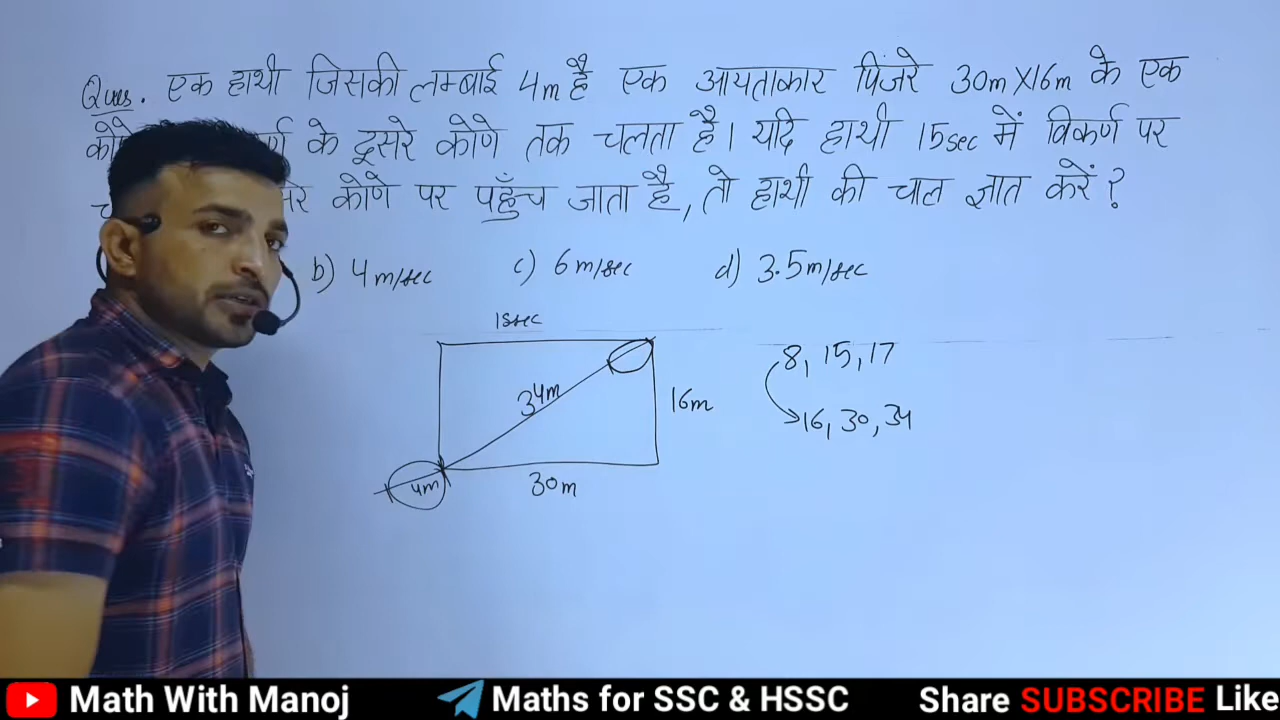 Ques. एक हाथी जिसकी लम्बाई 4m है एक आयताकार पिंजरे 30m X 16m के एक
के दूसरे कोणे तक चलता है। यदि हाथी 15sec में विकर्ण पर
कोणे पर पहुँच जाता है, तो हाथी की चाल ज्ञात करें?
b) 4m/sec c) 6m/sec d) 3.5m/sec
15sec
8, 15, 17
34m
16m
16, 30, 34
4m
30m
Math With Manoj Maths for SSC & HSSC Share SUBSCRIBE Like